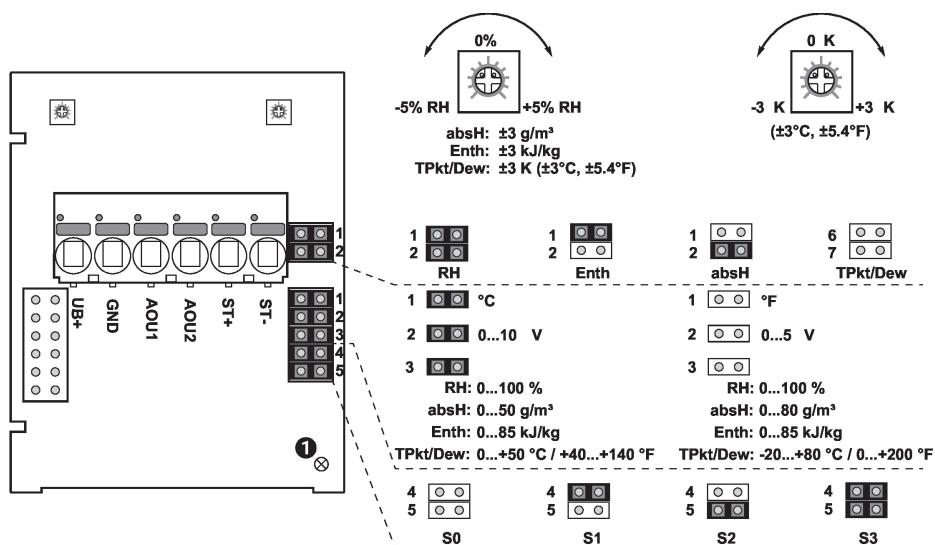 0%
-5% RH
+5% RH
absH: ±3 g/m³
Enth: ±3 kJ/kg
TPkt/Dew: ±3 K (±3°C, ±5.4°F)
0 K
-3 K
+3 K
(±3°C, ±5.4°F)
1
2
UB+
GND
AOU1
AOU2
ST+
ST-
1
2
3
4
5
1
1
2
RH
1
2
Enth
1
2
absH
6
7
TPkt/Dew
1 °C
1 °F
2 0...10 V
2 0...5 V
3
3
RH: 0...100 %
absH: 0...50 g/m³
Enth: 0...85 kJ/kg
TPkt/Dew: 0...+50 °C / +40...+140 °F
RH: 0...100 %
absH: 0...80 g/m³
Enth: 0...85 kJ/kg
TPkt/Dew: -20...+80 °C / 0...+200 °F
4
5
S0
4
5
S1
4
5
S2
4
5
S3